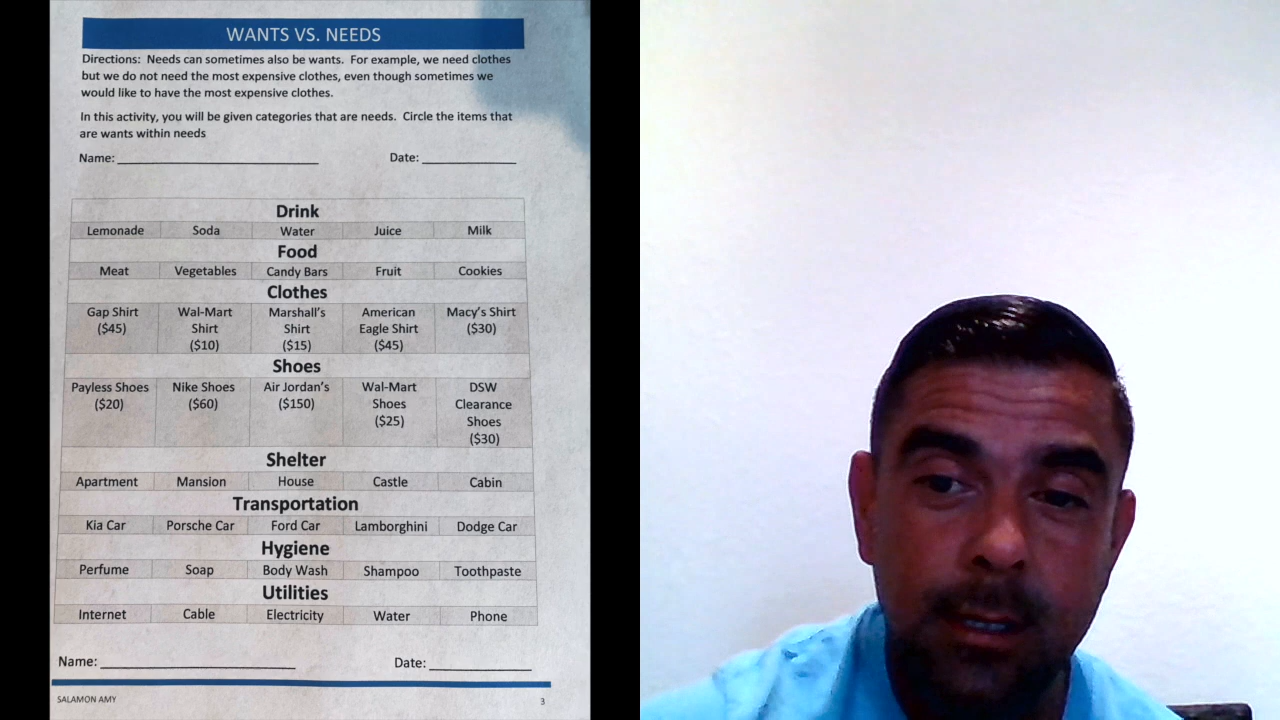 WANTS VS. NEEDS
Directions: Needs can sometimes also be wants. For example, we need clothes
but we do not need the most expensive clothes, even though sometimes we
would like to have the most expensive clothes.
In this activity, you will be given categories that are needs. Circle the items that
are wants within needs
Name: ____________________ Date: __________
Drink
Lemonade Soda Water Juice Milk
Food
Meat Vegetables Candy Bars Fruit Cookies
Clothes
Gap Shirt ($45) Wal-Mart Shirt ($10) Marshall's Shirt ($15) American Eagle Shirt ($45) Macy's Shirt ($30)
Shoes
Payless Shoes ($20) Nike Shoes ($60) Air Jordan's ($150) Wal-Mart Shoes ($25) DSW Clearance Shoes ($30)
Shelter
Apartment Mansion House Castle Cabin
Transportation
Kia Car Porsche Car Ford Car Lamborghini Dodge Car
Hygiene
Perfume Soap Body Wash Shampoo Toothpaste
Utilities
Internet Cable Electricity Water Phone
Name: ____________________ Date: __________
SALAMON AMY 3